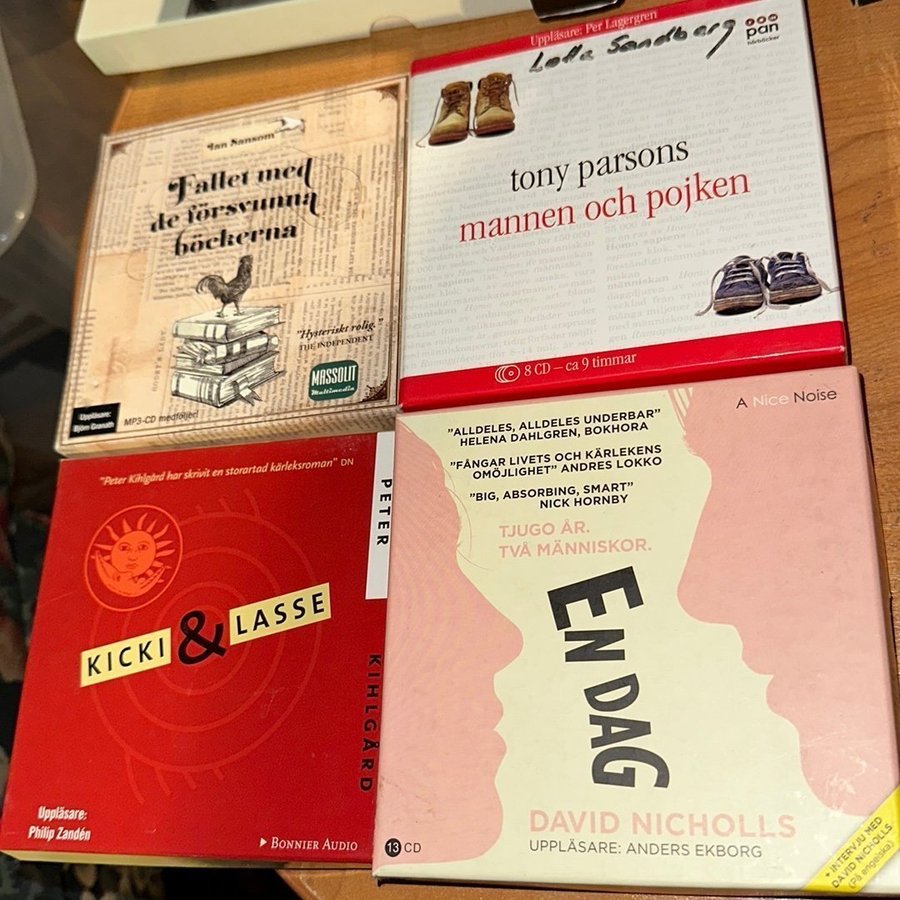 Ian Sansom
Fallet med
de försvunna
böckerna
"Hysteriskt rolig."
THE INDEPENDENT
MASSOLIT
Multimedia
Uppläsare:
Björn Granath
MP3-CD medföljer!
Uppläsare: Per Lagergren
Lotta Sandberg
pan
hörböcker
tony parsons
mannen och pojken
8 CD – ca 9 timmar
"Peter Kihlgård har skrivit en storartad kärleksroman" DN
PETER
KIHLGÅRD
KICKI & LASSE
Uppläsare:
Philip Zandén
BONNIER AUDIO
A Nice Noise
"ALLDELES, ALLDELES UNDERBAR"
HELENA DAHLGREN, BOKHORA
"FÅNGAR LIVETS OCH KÄRLEKENS
OMÖJLIGHET" ANDRES LOKKO
"BIG, ABSORBING, SMART"
NICK HORNBY
TJUGO ÅR.
TVÅ MÄNNISKOR.
EN DAG
DAVID NICHOLLS
UPPLÄSARE: ANDERS EKBORG
13 CD
+ INTERVJU MED
DAVID NICHOLLS
(På engelska)